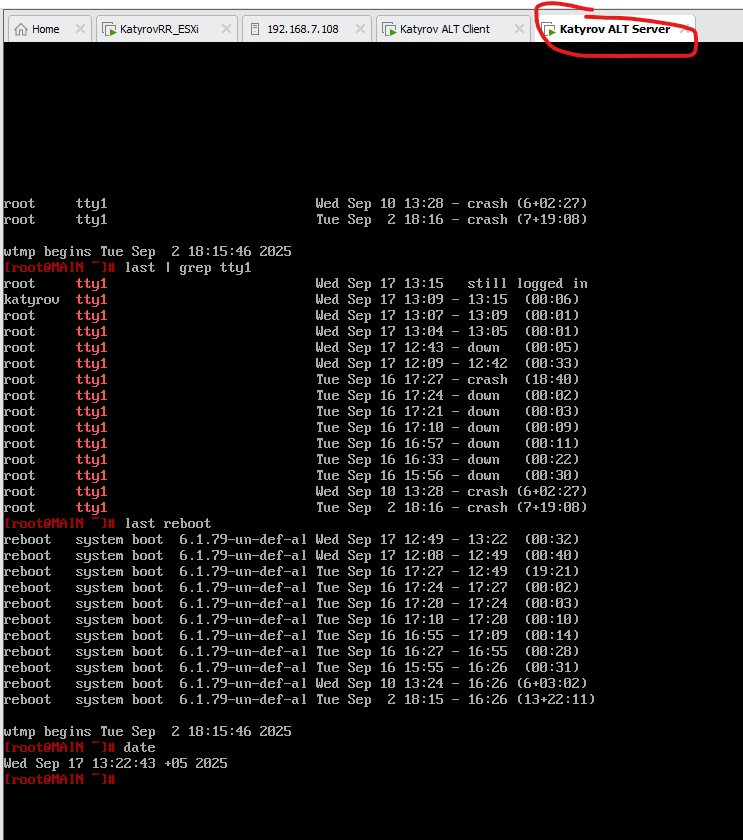 Home KatyrovRR_ESXi 192.168.7.108 Katyrov ALT Client Katyrov ALT Server
root     tty1                          Wed Sep 10 13:28 - crash (6+02:27)
root     tty1                          Tue Sep  2 18:16 - crash (7+19:08)
wtmp begins Tue Sep  2 18:15:46 2025
[root@MAIN ~]# last | grep tty1
root     tty1                          Wed Sep 17 13:15   still logged in
katyrov  tty1                          Wed Sep 17 13:09 - 13:15  (00:06)
root     tty1                          Wed Sep 17 13:07 - 13:09  (00:01)
root     tty1                          Wed Sep 17 13:04 - 13:05  (00:01)
root     tty1                          Wed Sep 17 12:43 - down   (00:05)
root     tty1                          Wed Sep 17 12:09 - 12:42  (00:33)
root     tty1                          Tue Sep 16 17:27 - crash  (18:40)
root     tty1                          Tue Sep 16 17:24 - down   (00:02)
root     tty1                          Tue Sep 16 17:21 - down   (00:03)
root     tty1                          Tue Sep 16 17:10 - down   (00:09)
root     tty1                          Tue Sep 16 16:57 - down   (00:11)
root     tty1                          Tue Sep 16 16:33 - down   (00:22)
root     tty1                          Tue Sep 16 15:56 - down   (00:30)
root     tty1                          Wed Sep 10 13:28 - crash (6+02:27)
root     tty1                          Tue Sep  2 18:16 - crash (7+19:08)
[root@MAIN ~]# last reboot
reboot   system boot  6.1.79-un-def-al Wed Sep 17 12:49 - 13:22  (00:32)
reboot   system boot  6.1.79-un-def-al Wed Sep 17 12:08 - 12:49  (00:40)
reboot   system boot  6.1.79-un-def-al Tue Sep 16 17:27 - 12:49  (19:21)
reboot   system boot  6.1.79-un-def-al Tue Sep 16 17:24 - 17:27  (00:02)
reboot   system boot  6.1.79-un-def-al Tue Sep 16 17:20 - 17:24  (00:03)
reboot   system boot  6.1.79-un-def-al Tue Sep 16 17:10 - 17:20  (00:10)
reboot   system boot  6.1.79-un-def-al Tue Sep 16 16:55 - 17:09  (00:14)
reboot   system boot  6.1.79-un-def-al Tue Sep 16 16:27 - 16:55  (00:28)
reboot   system boot  6.1.79-un-def-al Tue Sep 16 15:55 - 16:26  (00:31)
reboot   system boot  6.1.79-un-def-al Wed Sep 10 13:24 - 16:26 (6+03:02)
reboot   system boot  6.1.79-un-def-al Tue Sep  2 18:15 - 16:26 (13+22:11)
wtmp begins Tue Sep  2 18:15:46 2025
[root@MAIN ~]# date
Wed Sep 17 13:22:43 +05 2025
[root@MAIN ~]#